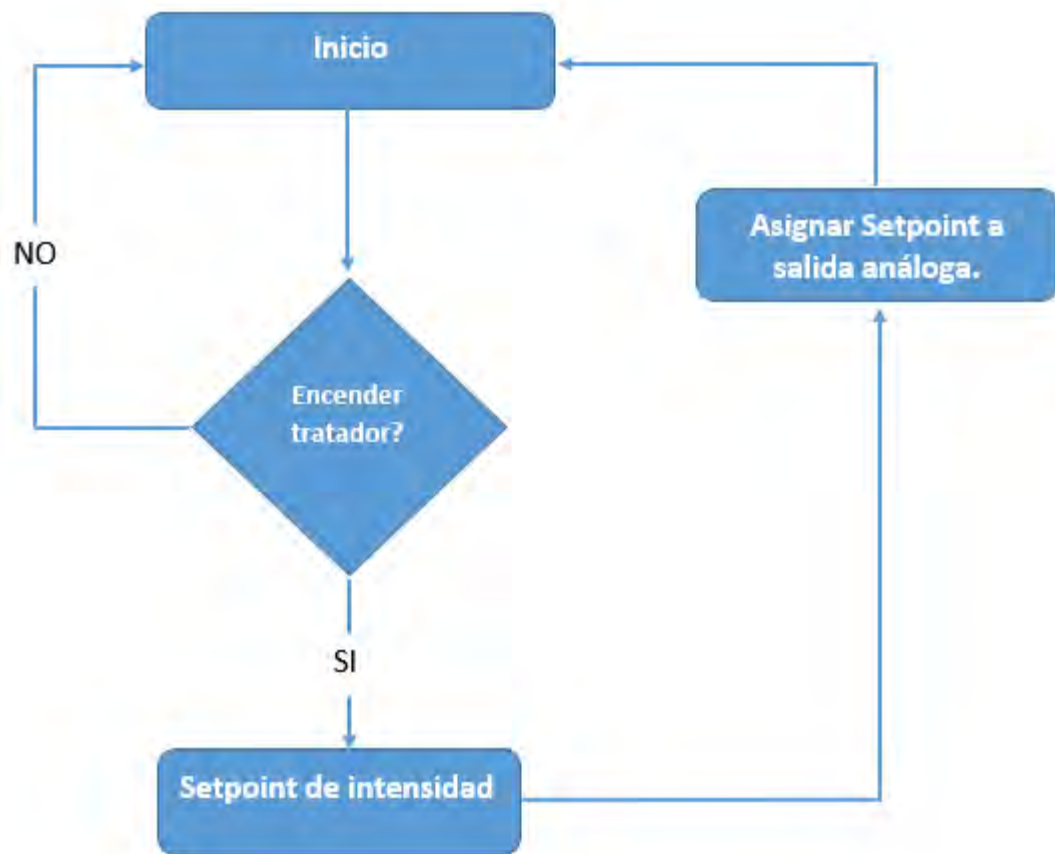 Inicio
NO
Asignar Setpoint a
salida análoga.
Encender
tratador?
SI
Setpoint de intensidad